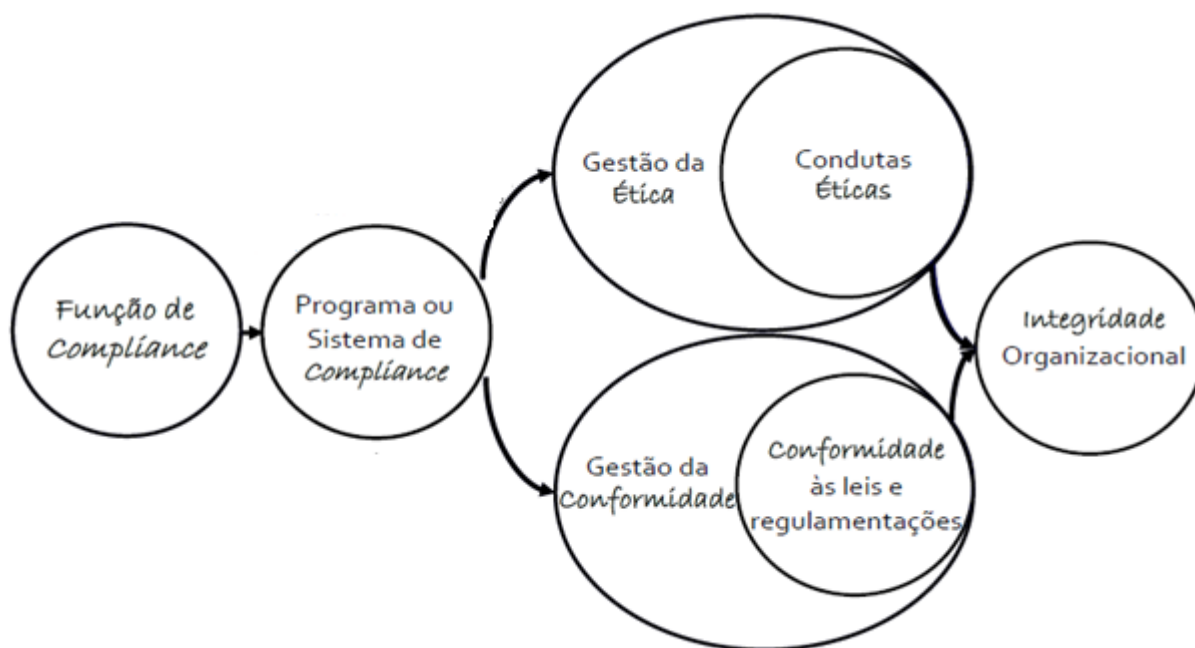 Função de
Compliance
Programa ou
Sistema de
Compliance
Gestão da
Ética
Condutas
Éticas
Gestão da
Conformidade
Conformidade
às leis e
regulamentações
Integridade
Organizacional